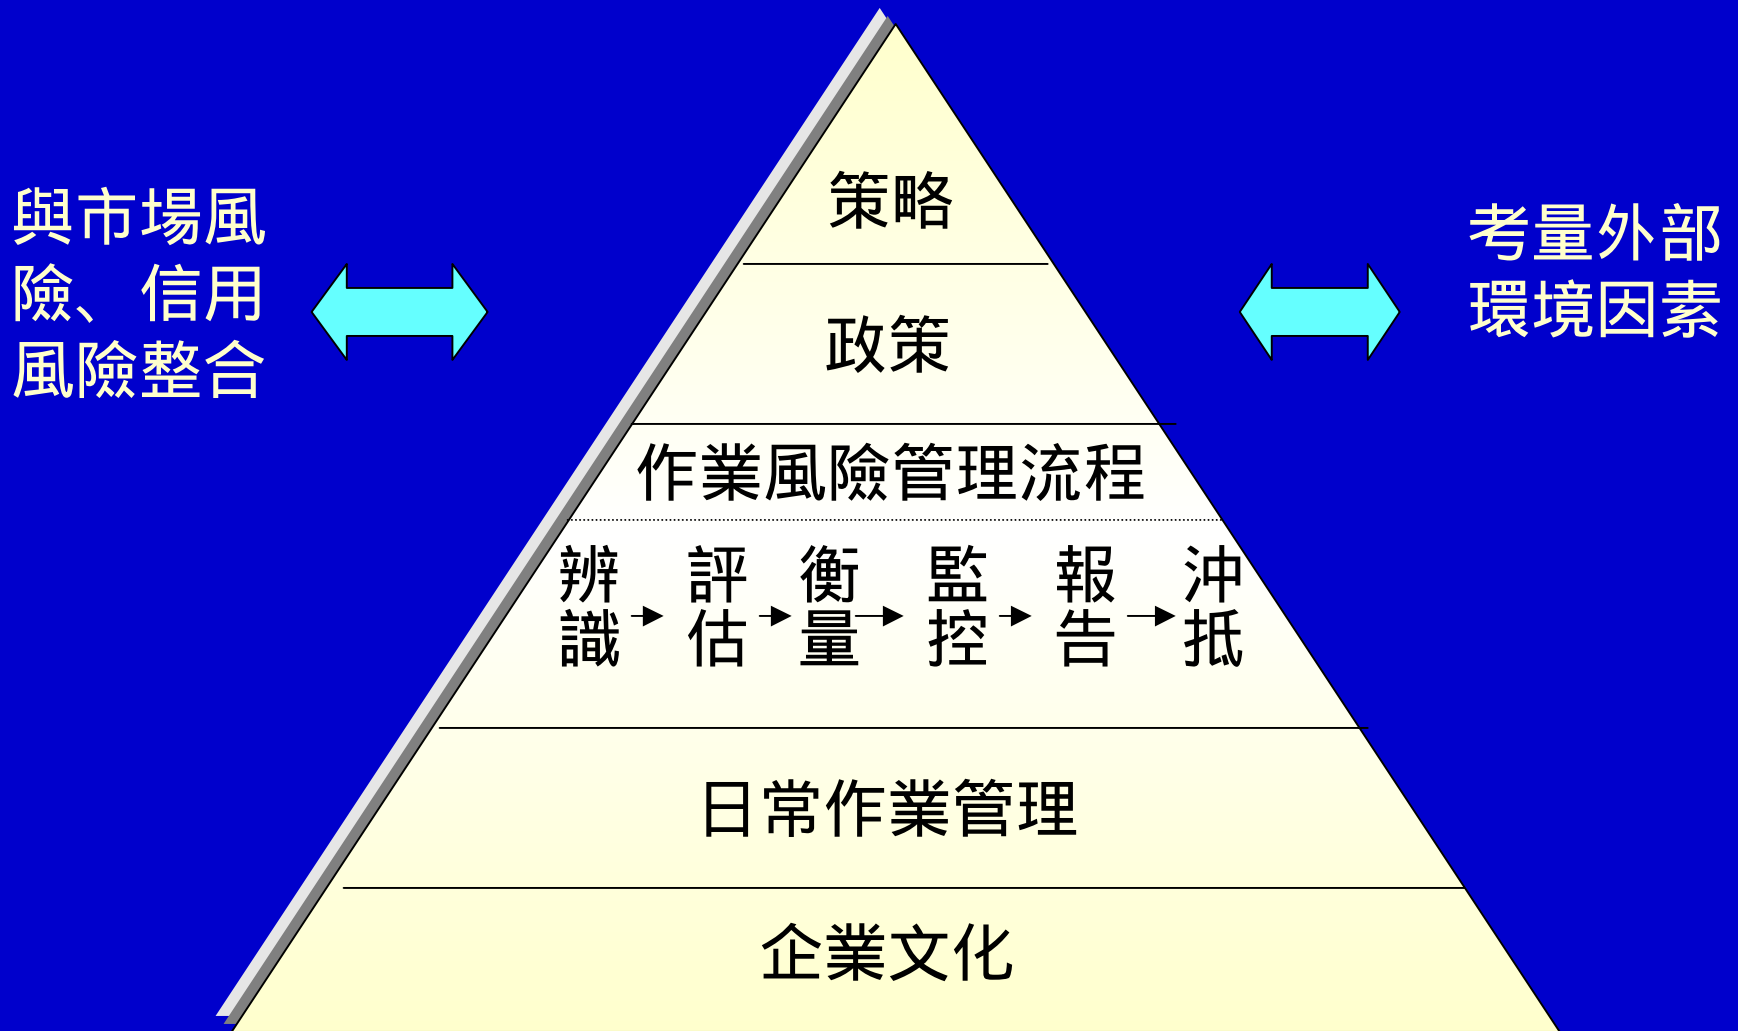 與市場風
險、信用
風險整合
策略
政策
作業風險管理流程
辨識
評估
衡量
監控
報告
沖抵
日常作業管理
企業文化
考量外部
環境因素